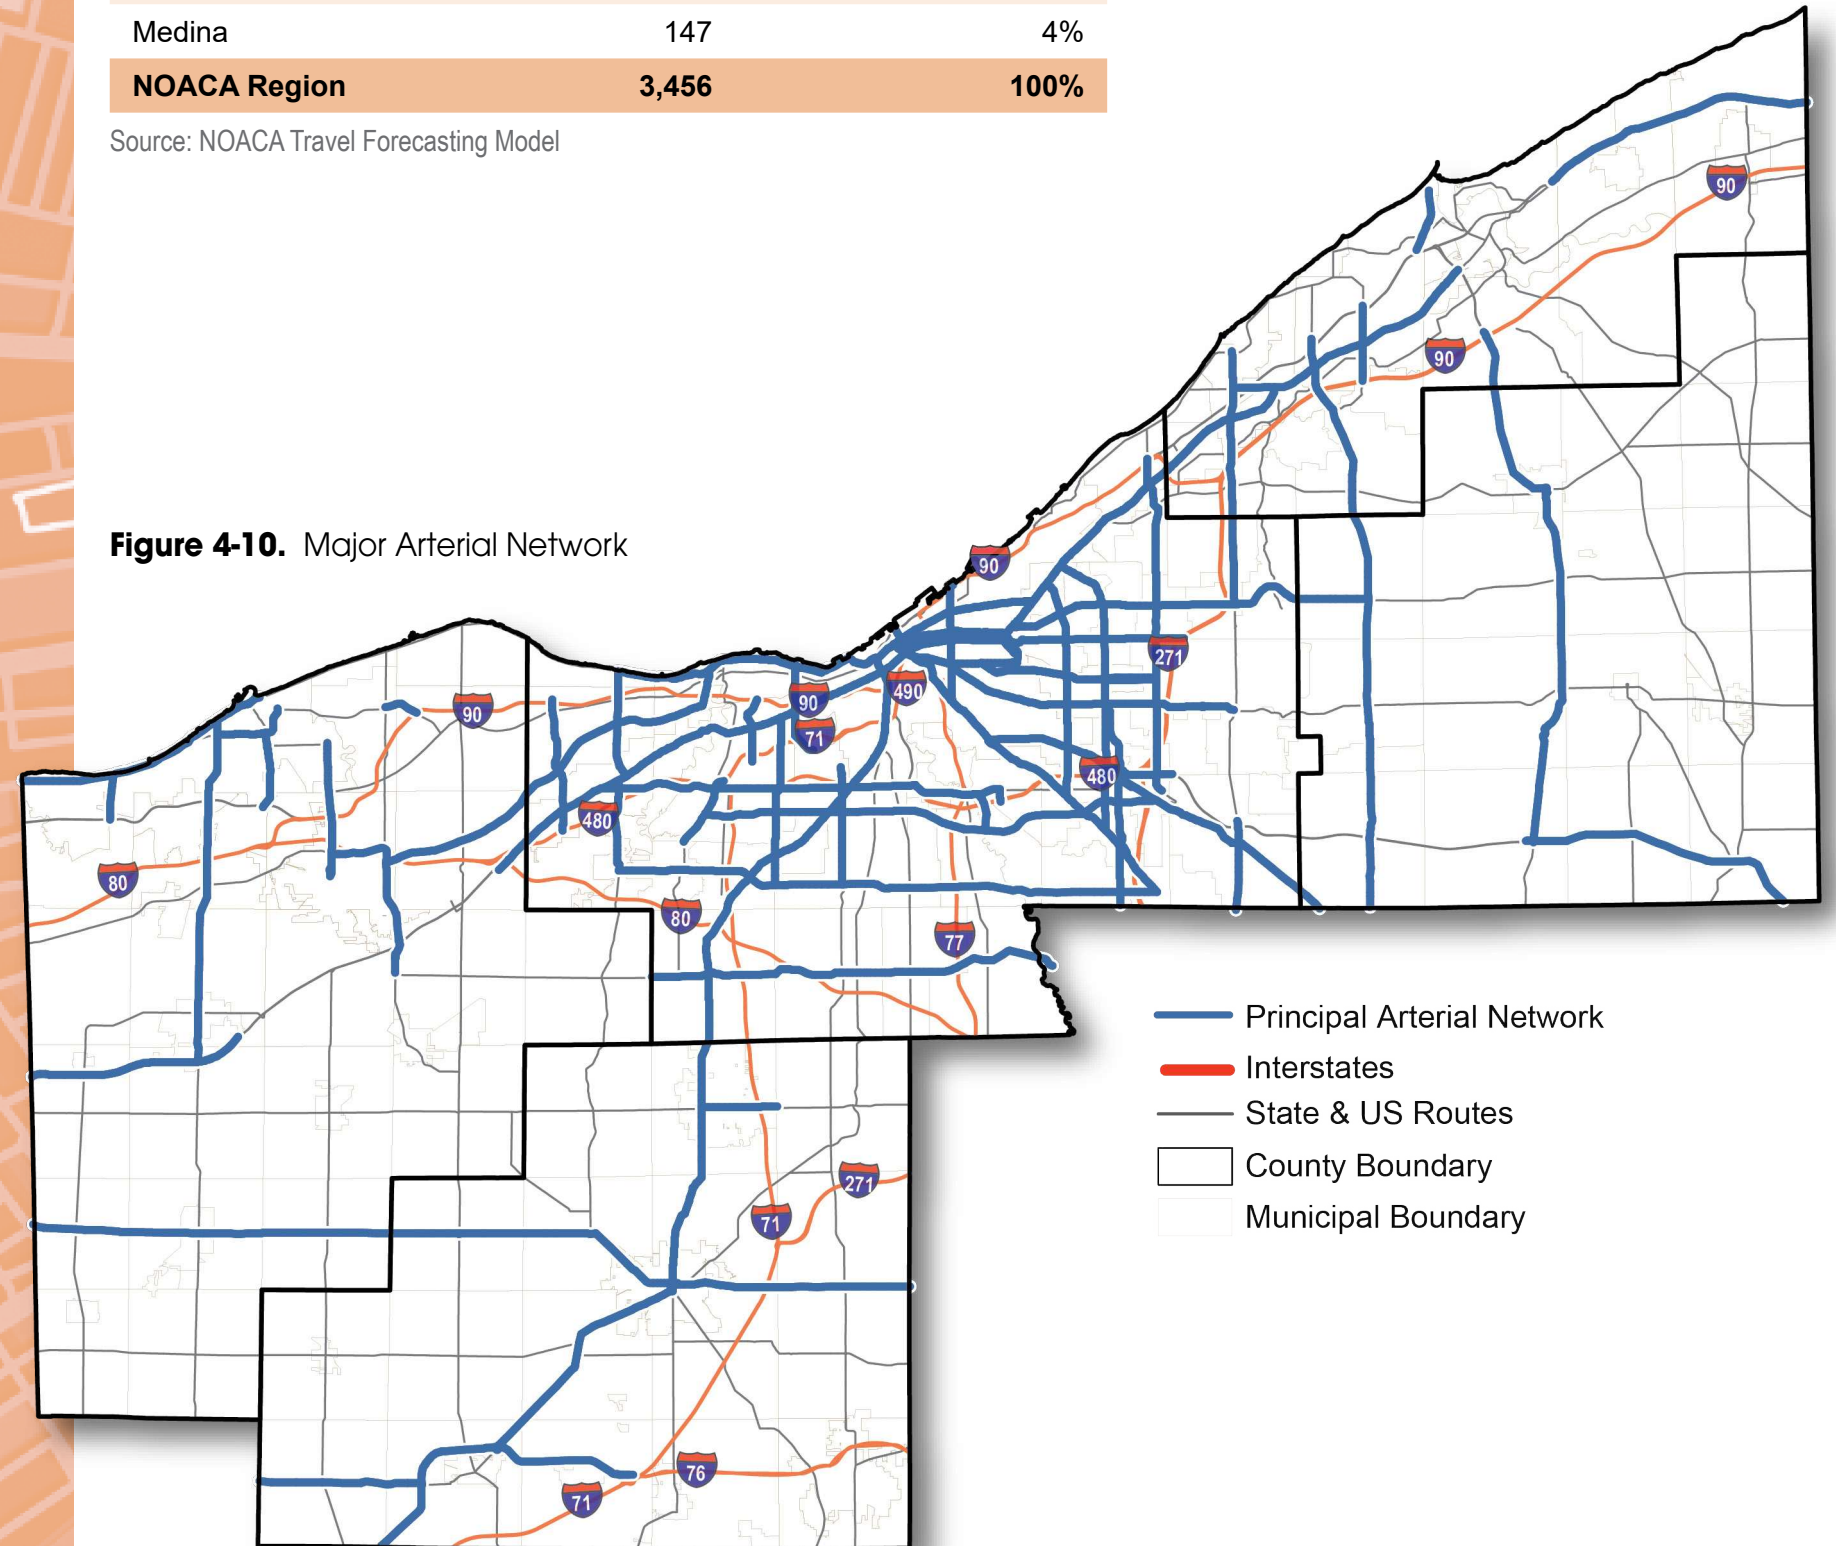 Medina 147 4%
NOACA Region 3,456 100%
Source: NOACA Travel Forecasting Model
90
90
Figure 4-10. Major Arterial Network
90
271
490
90
90
71
480
480
80
80
77
Principal Arterial Network
Interstates
State & US Routes
County Boundary
Municipal Boundary
271
71
76
71